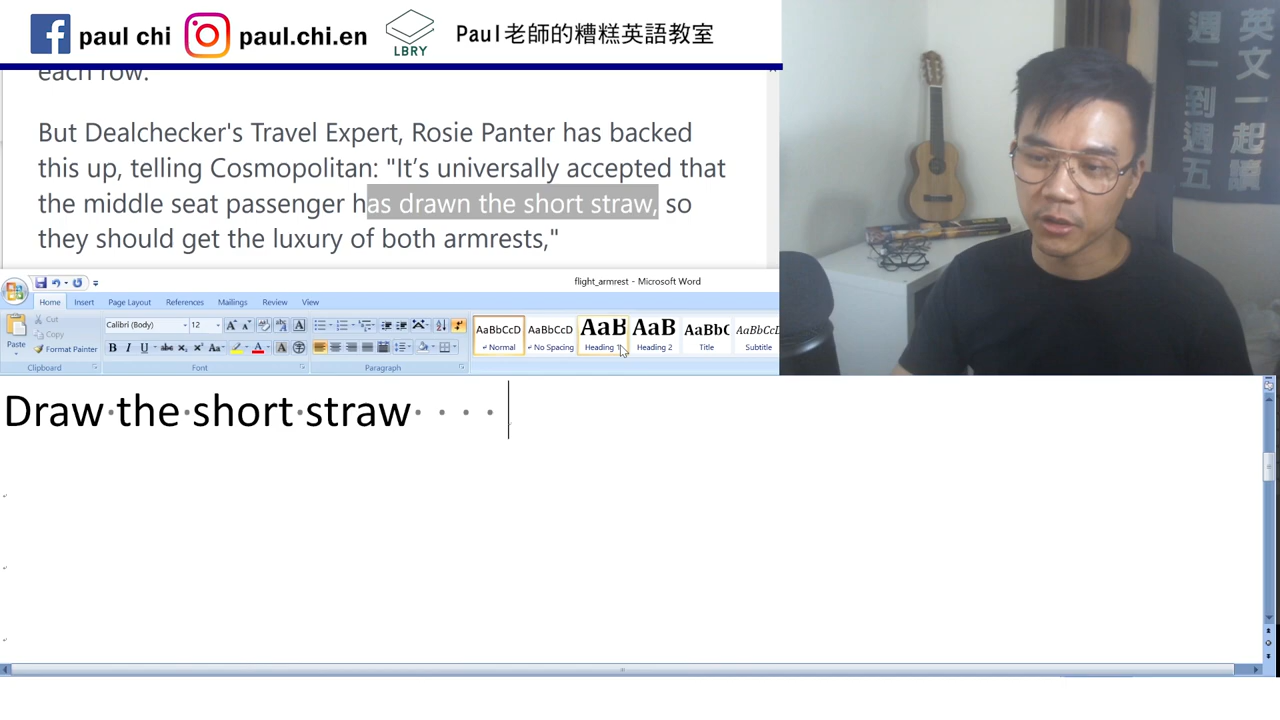 paul chi
paul.chi.en
LBRY
Paul老師的糟糕英語教室
each row.
But Dealchecker's Travel Expert, Rosie Panter has backed
this up, telling Cosmopolitan: "It’s universally accepted that
the middle seat passenger has drawn the short straw, so
they should get the luxury of both armrests,"
flight_armrest - Microsoft Word
Home Insert Page Layout References Mailings Review View
Paste
Cut
Copy
Format Painter
Clipboard
Calibri (Body) 12
Font
Paragraph
AaBbCcD AaBbCcD AaB AaB AaBbC AaBbCcD
Normal No Spacing Heading 1 Heading 2 Title Subtitle
Draw the short straw
英文一起讀
週一到週五